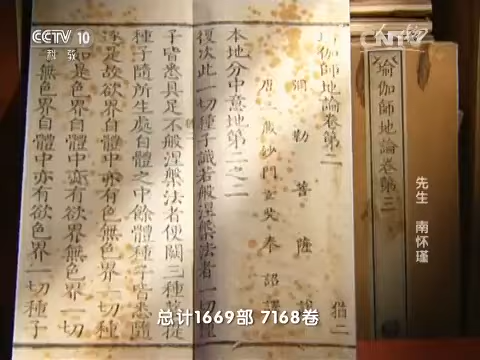 CCTV 10
科教
CNTV
伽師地論卷第二
猶二
彌勒菩薩說
唐三藏沙門玄奘奉詔譯
本地分中意地第二之二
復次此一切種子識若般涅槃法者一切種
子皆悉具足不般涅槃法者便闕三種菩提
種子隨所生處自體之中餘體種子皆悉隨
逐是故欲界自體中亦有色無色界一切種
如是色界自體中亦有欲無色界一切種子
無色界自體中亦有欲色界一切種子
瑜伽師地論卷第三
先生 南怀瑾
总计1669部 7168卷